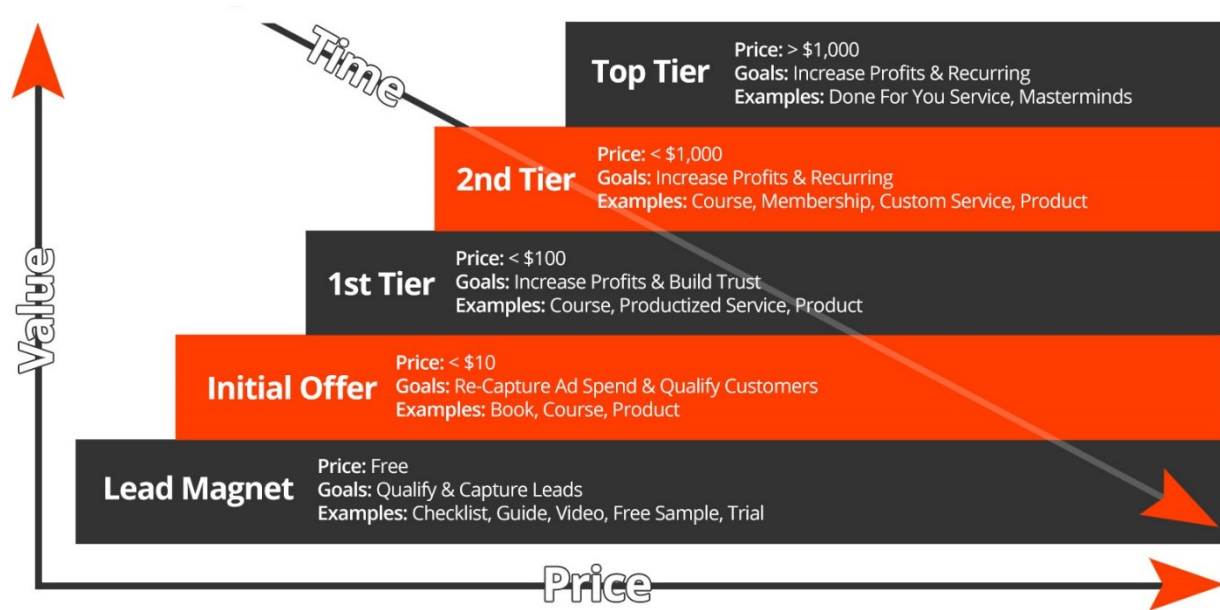 Time
Top Tier
Price: > $1,000
Goals: Increase Profits & Recurring
Examples: Done For You Service, Masterminds
2nd Tier
Price: < $1,000
Goals: Increase Profits & Recurring
Examples: Course, Membership, Custom Service, Product
1st Tier
Price: < $100
Goals: Increase Profits & Build Trust
Examples: Course, Productized Service, Product
Value
Initial Offer
Price: < $10
Goals: Re-Capture Ad Spend & Qualify Customers
Examples: Book, Course, Product
Lead Magnet
Price: Free
Goals: Qualify & Capture Leads
Examples: Checklist, Guide, Video, Free Sample, Trial
Price